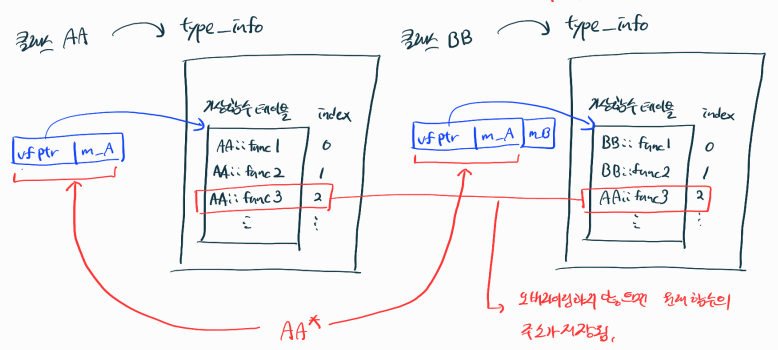 클래스 AA
type_info
가상함수 테이블 index
vfptr m_A
AA::func1 0
AA::func2 1
AA::func3 2
⋮ ⋮
클래스 BB
type_info
가상함수 테이블 index
vfptr m_A m_B
BB::func1 0
BB::func2 1
AA::func3 2
⋮ ⋮
AA*
오버라이딩하지 않으면 원래 함수의
주소가 저장됨.